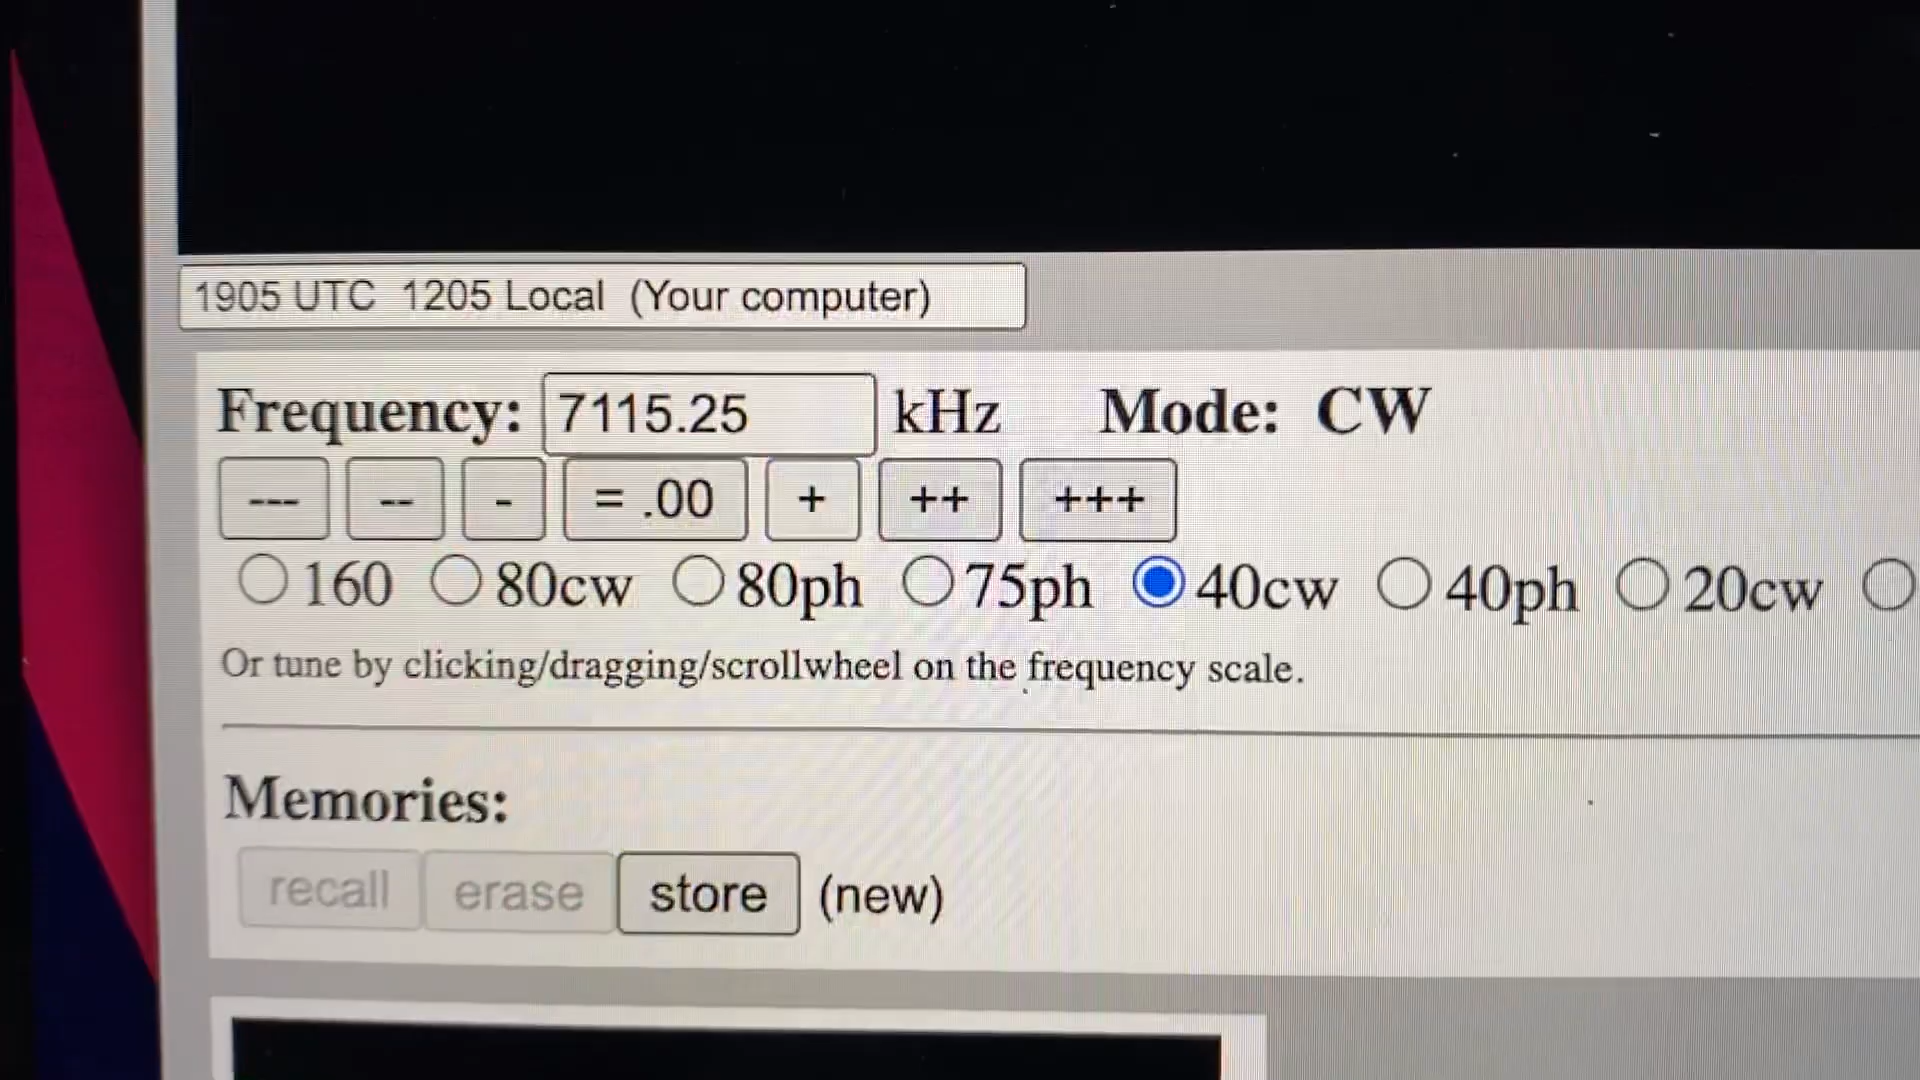 1905 UTC 1205 Local (Your computer)
Frequency: 7115.25 kHz Mode: CW
--- -- - = .00 + ++ +++
160 80cw 80ph 75ph 40cw 40ph 20cw
Or tune by clicking/dragging/scrollwheel on the frequency scale.
Memories:
recall erase store (new)